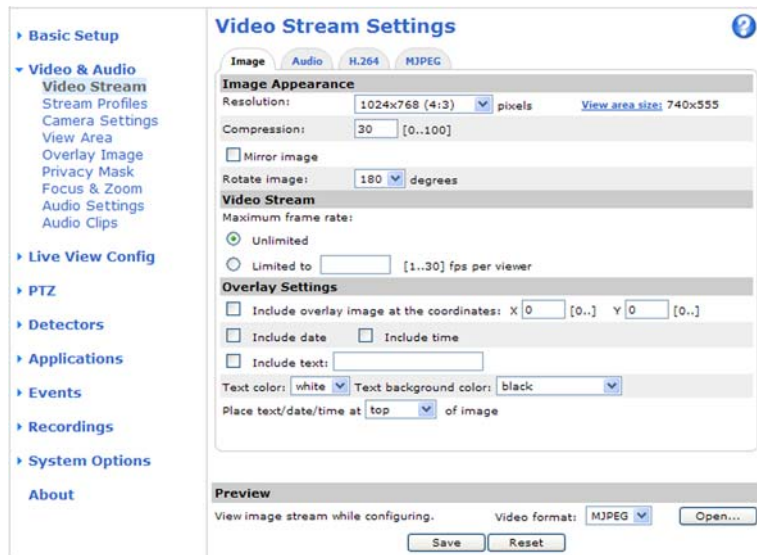 Basic Setup
Video & Audio
Video Stream
Stream Profiles
Camera Settings
View Area
Overlay Image
Privacy Mask
Focus & Zoom
Audio Settings
Audio Clips
Live View Config
PTZ
Detectors
Applications
Events
Recordings
System Options
About
Video Stream Settings
?
Image Audio H.264 MJPEG
Image Appearance
Resolution: 1024x768 (4:3) pixels View area size: 740x555
Compression: 30 [0..100]
Mirror image
Rotate image: 180 degrees
Video Stream
Maximum frame rate:
Unlimited
Limited to [1..30] fps per viewer
Overlay Settings
Include overlay image at the coordinates: X 0 [0..] Y 0 [0..]
Include date Include time
Include text:
Text color: white Text background color: black
Place text/date/time at top of image
Preview
View image stream while configuring. Video format: MJPEG Open...
Save Reset